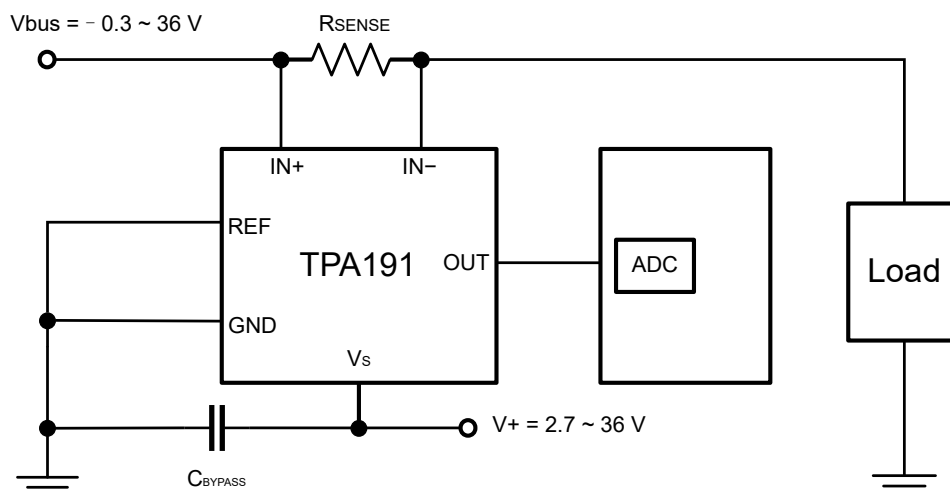 Vbus = − 0.3 ~ 36 V
RSENSE
IN+
IN−
REF
TPA191
OUT
ADC
Load
GND
Vs
V+ = 2.7 ~ 36 V
CBYPASS